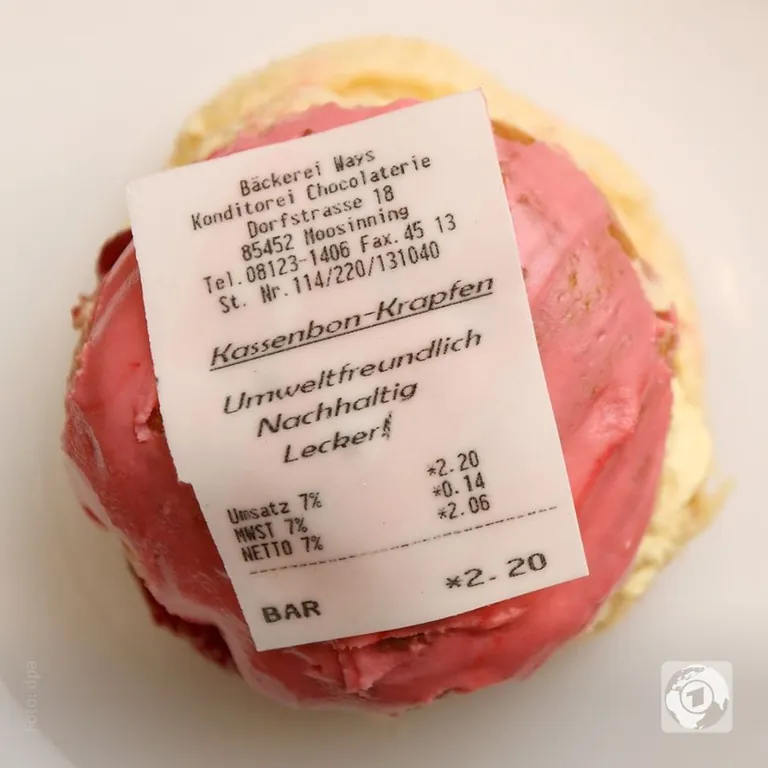 Bäckerei Ways
Konditorei Chocolaterie
Dorfstrasse 18
85452 Moosinning
Tel.08123-1406 Fax.45 13
St. Nr.114/220/131040
Kassenbon-Krapfen
Umweltfreundlich
Nachhaltig
Lecker!
Umsatz 7% *2.20
MWST 7% *0.14
NETTO 7% *2.06
BAR *2.20
Foto: dpa
1